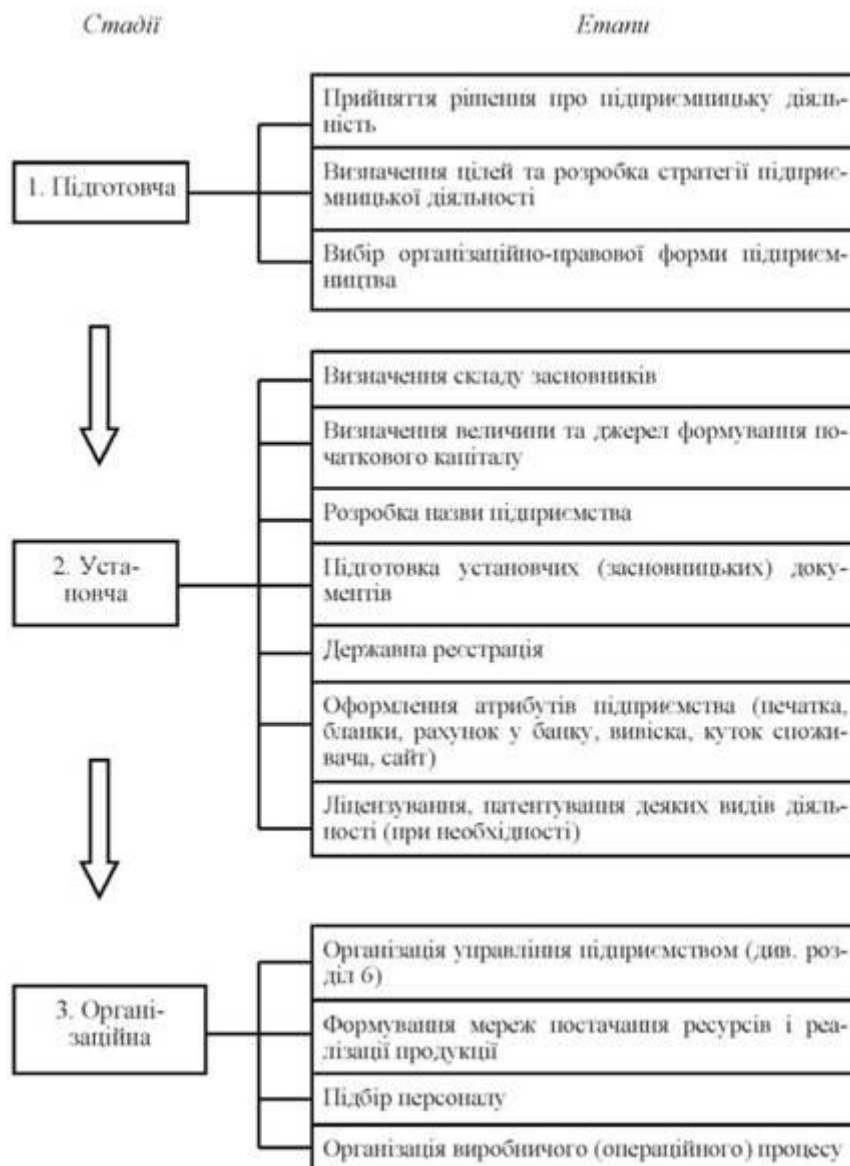 Стадії
Етапи
Прийняття рішення про підприємницьку діяль-
ність
1. Підготовча
Визначення цілей та розробка стратегії підприє-
мницької діяльності
Вибір організаційно-правової форми підприєм-
ництва
Визначення складу засновників
Визначення величини та джерел формування по-
чаткового капіталу
Розробка назви підприємства
2. Уста-
новча
Підготовка установчих (засновницьких) доку-
ментів
Державна реєстрація
Оформлення атрибутів підприємства (печатка,
бланки, рахунок у банку, вивіска, куток спожи-
вача, сайт)
Ліцензування, патентування деяких видів діяль-
ності (при необхідності)
Організація управління підприємством (див. роз-
діл 6)
3. Органі-
заційна
Формування мереж постачання ресурсів і реа-
лізації продукції
Підбір персоналу
Організація виробничого (операційного) процесу